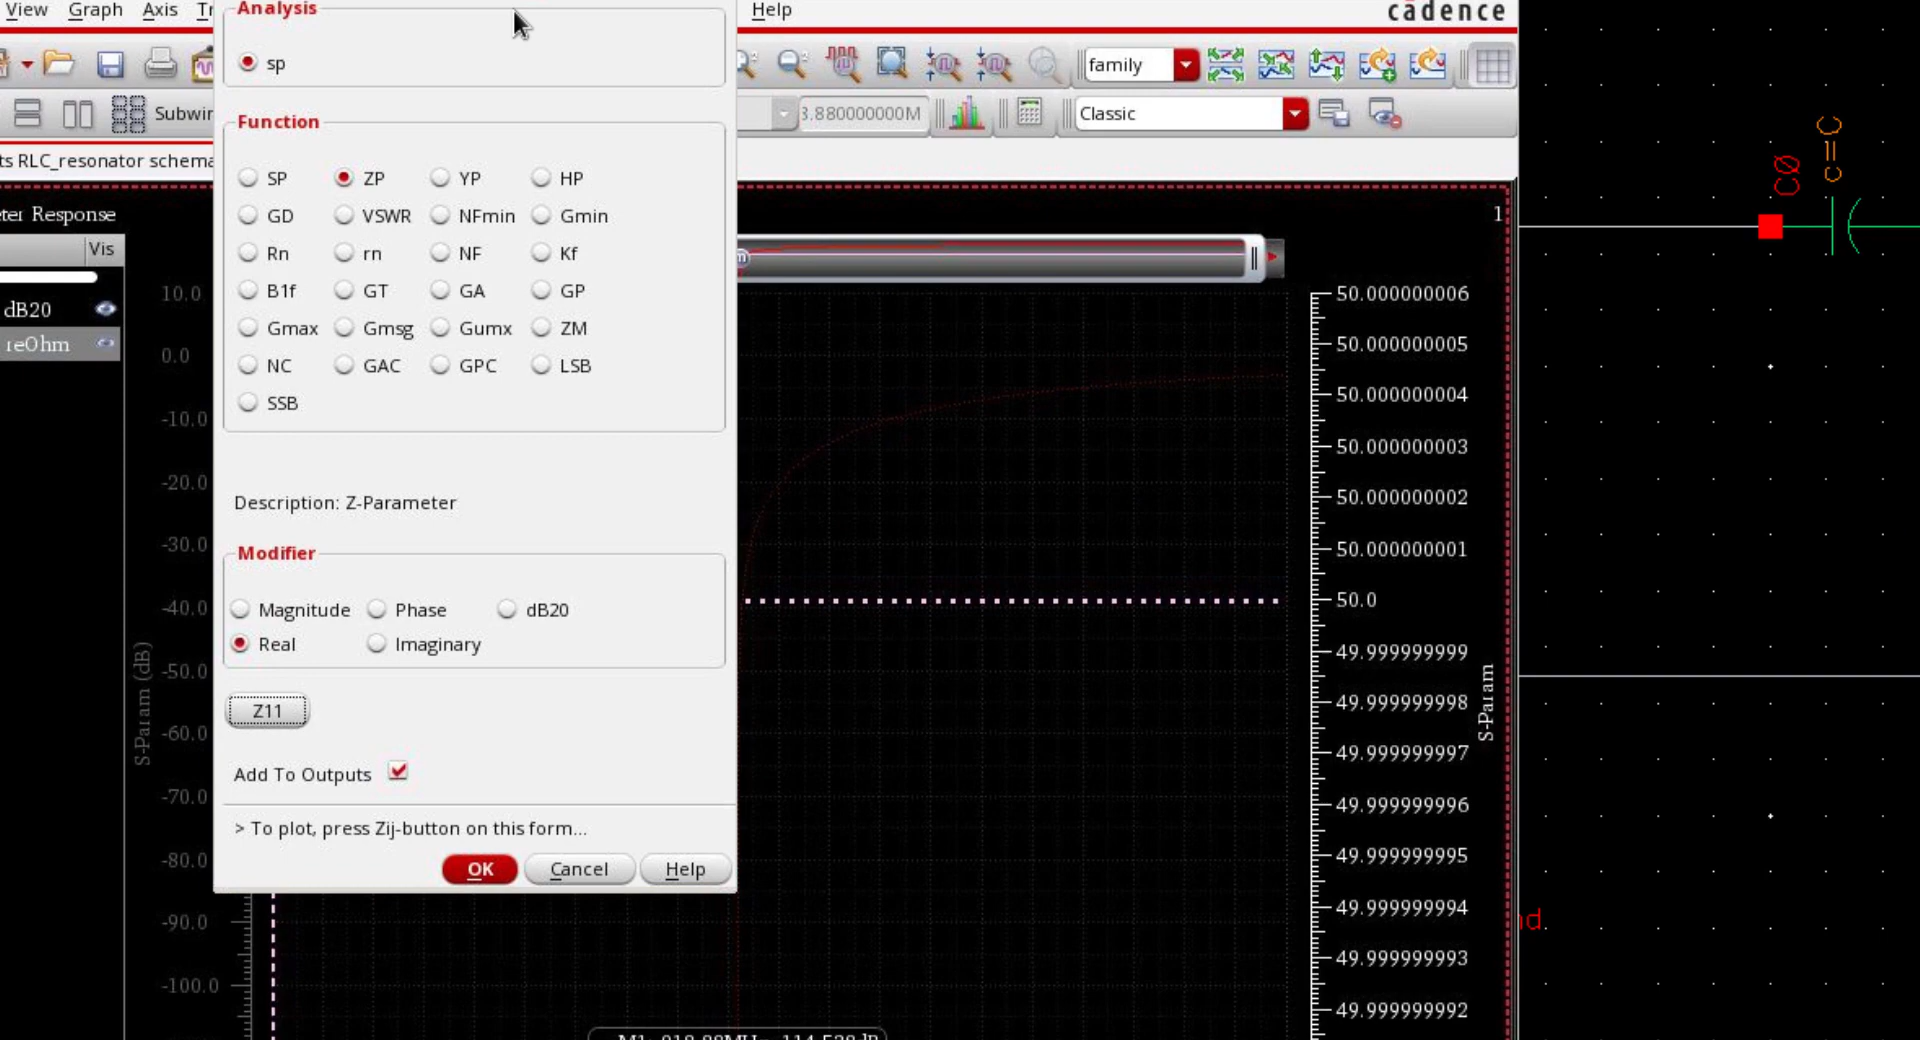 View Graph Axis Tr Help cādence
Analysis
sp
family
Function
Subwin
3.880000000M
Classic
ts RLC_resonator schema
SP ZP YP HP
GD VSWR NFmin Gmin
Rn rn NF Kf
B1f GT GA GP
Gmax Gmsg Gumx ZM
NC GAC GPC LSB
SSB
eter Response
Vis
dB20
reOhm
1
Description: Z-Parameter
Modifier
Magnitude Phase dB20
Real Imaginary
Z11
Add To Outputs
> To plot, press Zij-button on this form...
OK Cancel Help
10.0
0.0
-10.0
-20.0
-30.0
-40.0
-50.0
-60.0
-70.0
-80.0
-90.0
-100.0
S-Param (dB)
50.000000006
50.000000005
50.000000004
50.000000003
50.000000002
50.000000001
50.0
49.999999999
49.999999998
49.999999997
49.999999996
49.999999995
49.999999994
49.999999993
49.999999992
S-Param
C0
c=C
nd